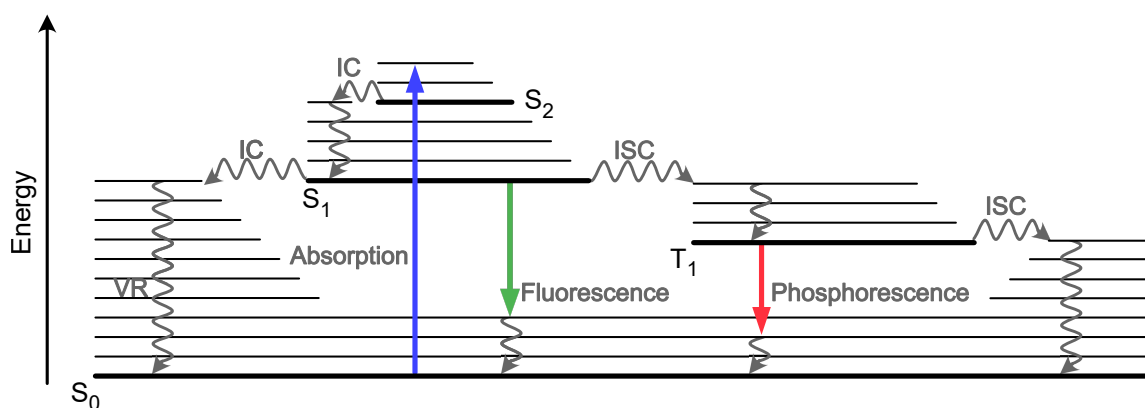 IC
S2
IC
ISC
S1
ISC
Energy
Absorption
T1
VR
Fluorescence
Phosphorescence
S0